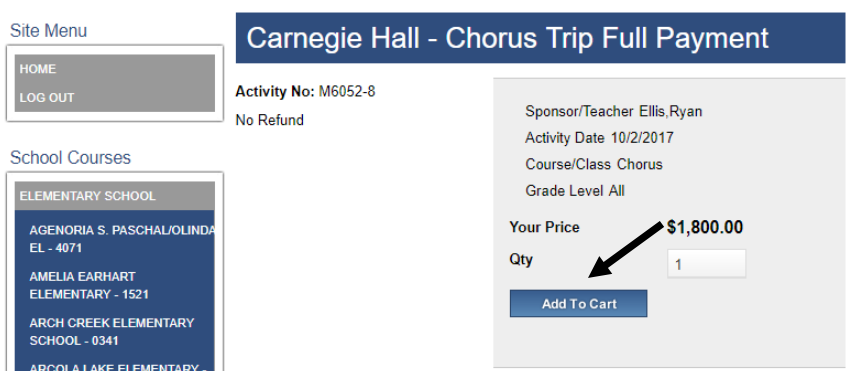 Site Menu
HOME
LOG OUT
School Courses
ELEMENTARY SCHOOL
AGENORIA S. PASCHAL/OLINDA
EL - 4071
AMELIA EARHART
ELEMENTARY - 1521
ARCH CREEK ELEMENTARY
SCHOOL - 0341
ARCOLA LAKE ELEMENTARY -
Carnegie Hall - Chorus Trip Full Payment
Activity No: M6052-8
No Refund
Sponsor/Teacher Ellis,Ryan
Activity Date 10/2/2017
Course/Class Chorus
Grade Level All
Your Price $1,800.00
Qty 1
Add To Cart